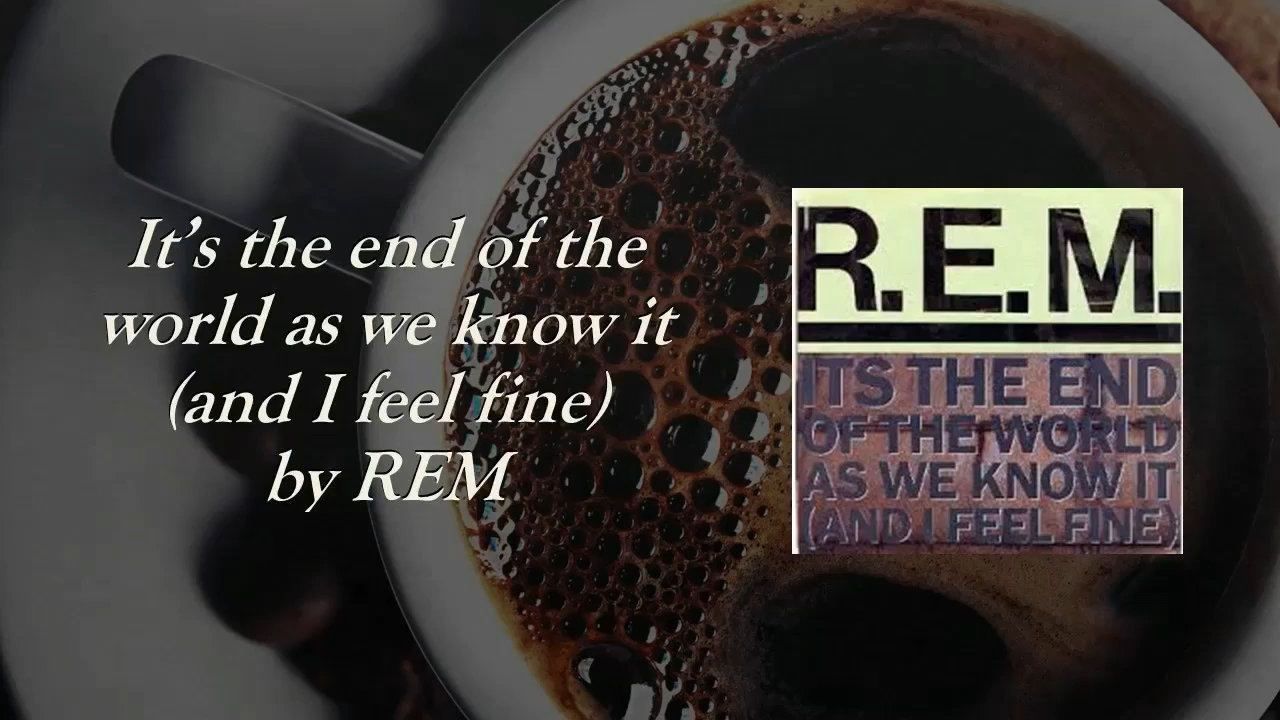 It’s the end of the
world as we know it
(and I feel fine)
by REM
R.E.M.
ITS THE END
OF THE WORLD
AS WE KNOW IT
(AND I FEEL FINE)